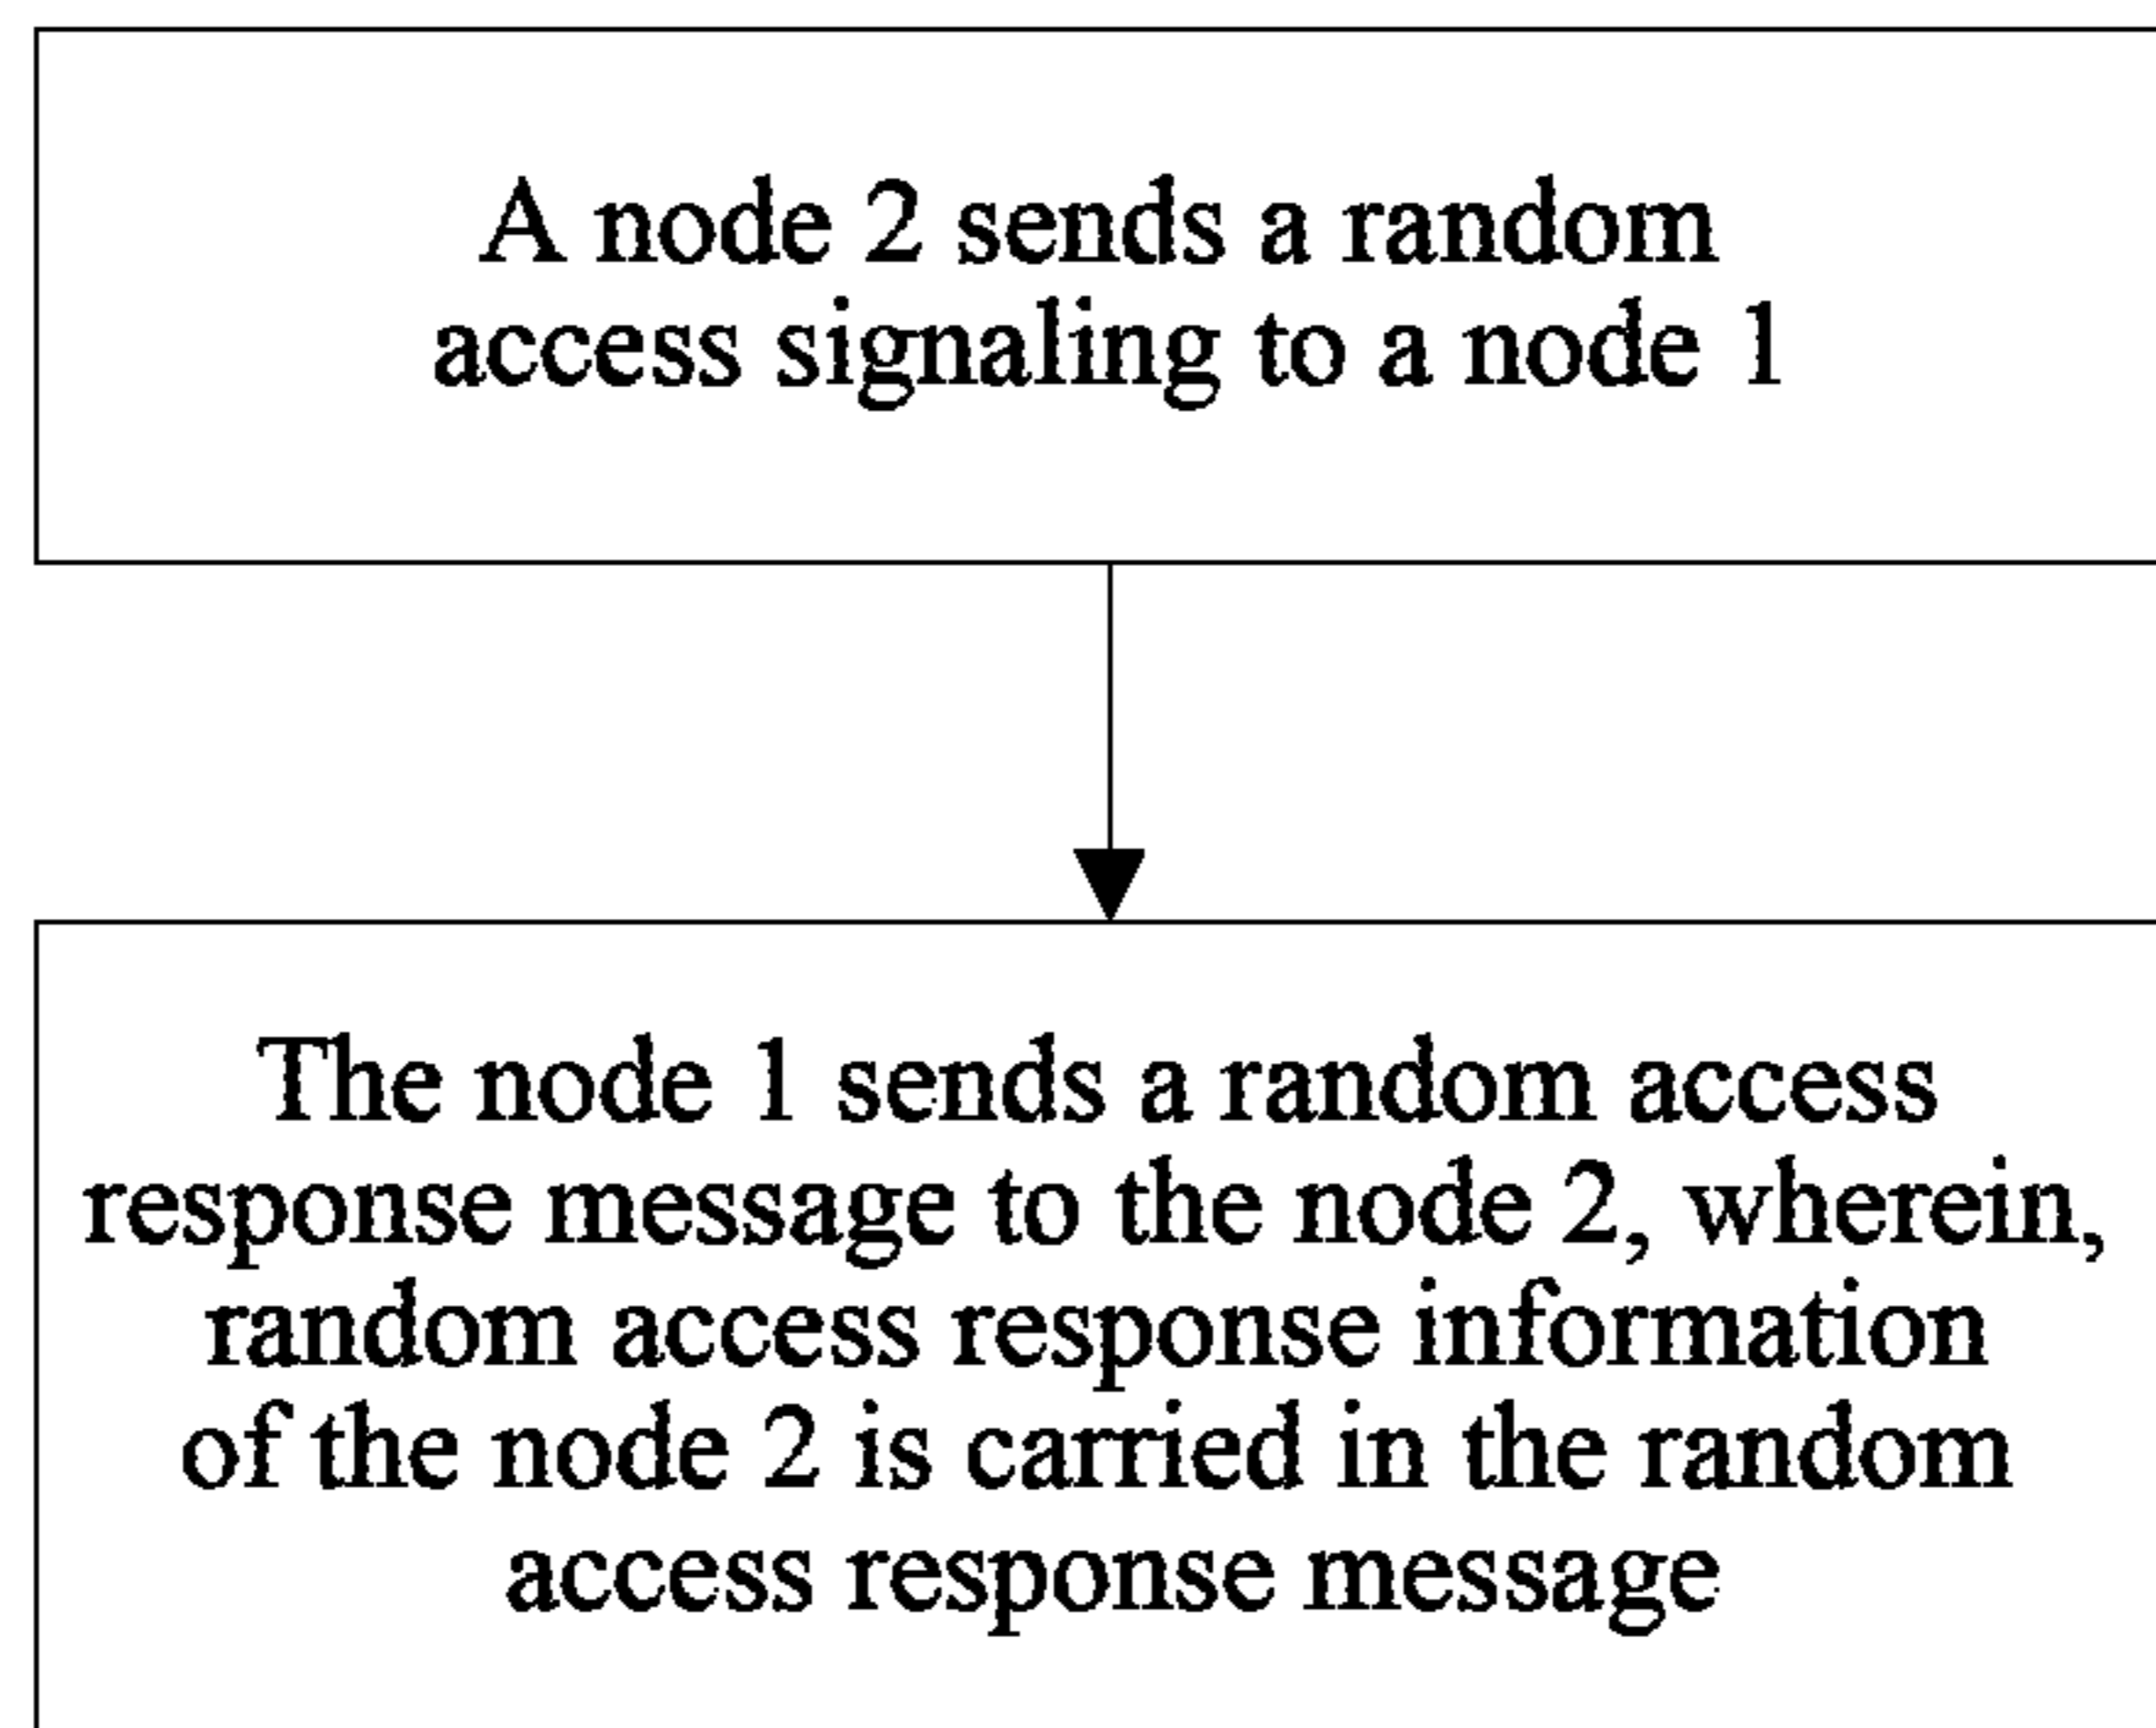 A node 2 sends a random
access signaling to a node 1
The node 1 sends a random access
response message to the node 2, wherein,
random access response information
of the node 2 is carried in the random
access response message